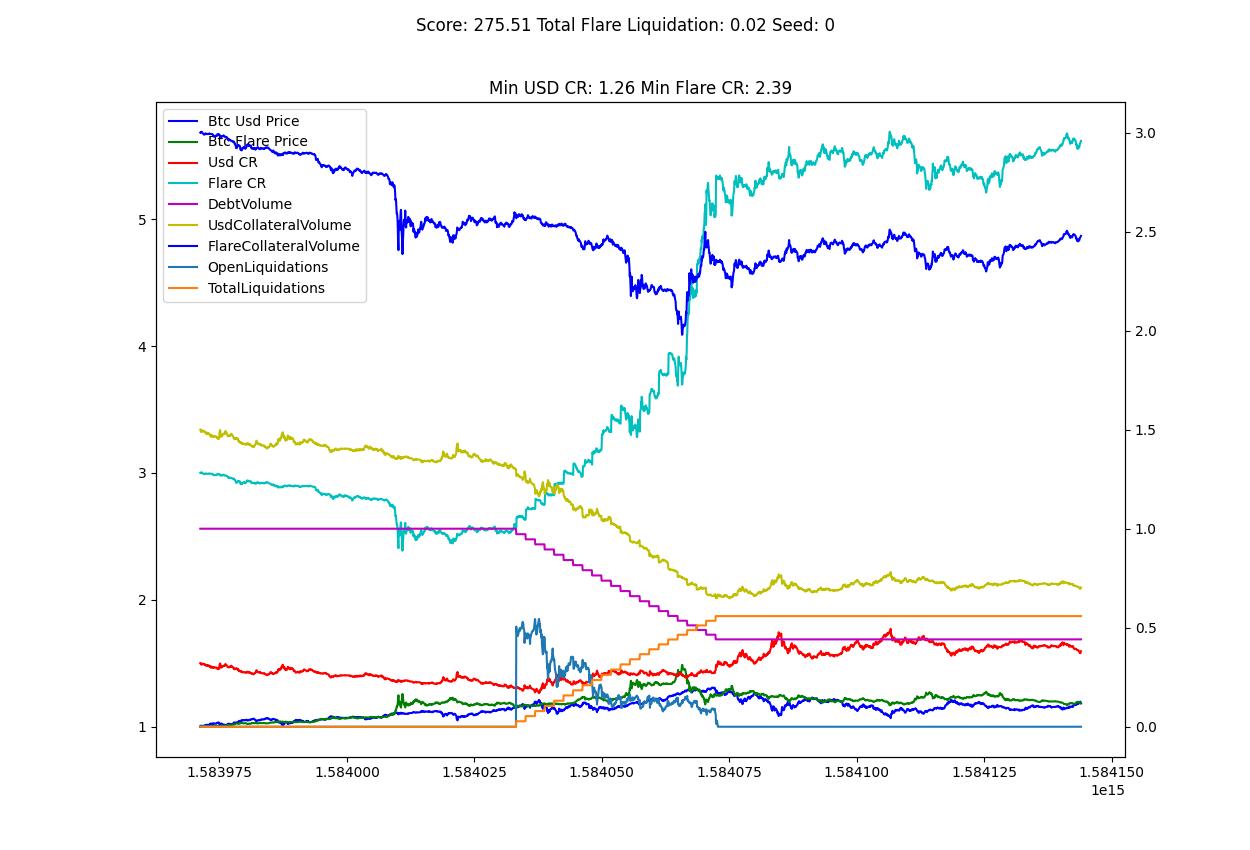 Score: 275.51 Total Flare Liquidation: 0.02 Seed: 0
Min USD CR: 1.26 Min Flare CR: 2.39
Btc Usd Price
Btc Flare Price
Usd CR
Flare CR
DebtVolume
UsdCollateralVolume
FlareCollateralVolume
OpenLiquidations
TotalLiquidations
5
4
3
2
1
3.0
2.5
2.0
1.5
1.0
0.5
0.0
1.583975 1.584000 1.584025 1.584050 1.584075 1.584100 1.584125 1.584150
1e15